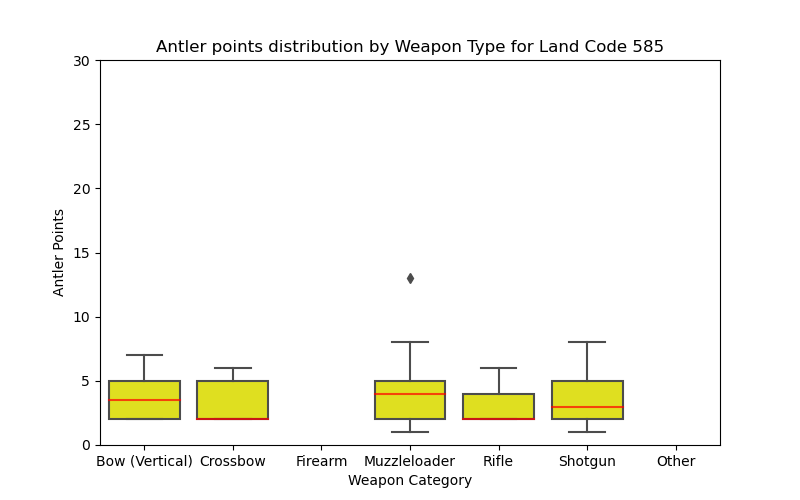 Antler points distribution by Weapon Type for Land Code 585
30
25
20
15
10
5
0
Antler Points
Bow (Vertical) Crossbow Firearm Muzzleloader Rifle Shotgun Other
Weapon Category